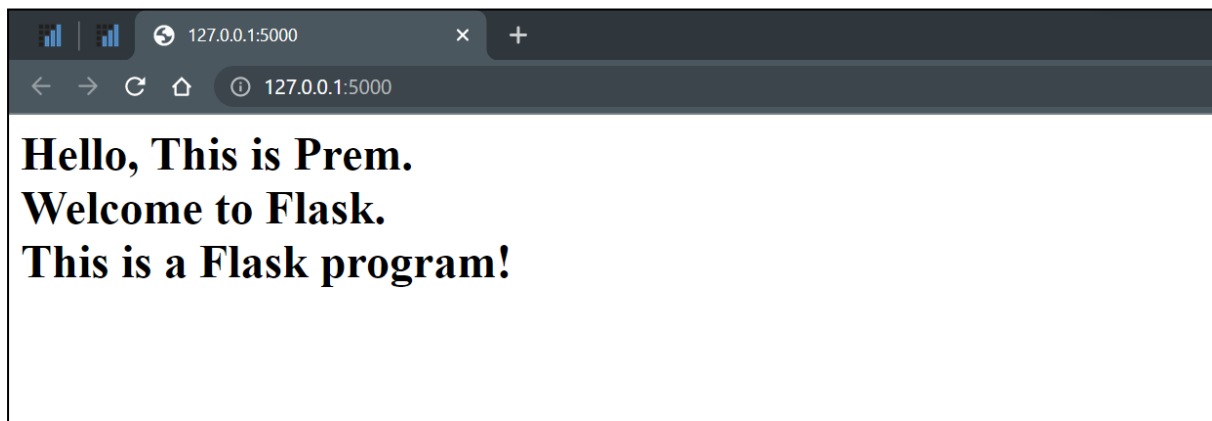 127.0.0.1:5000
127.0.0.1:5000
Hello, This is Prem.
Welcome to Flask.
This is a Flask program!